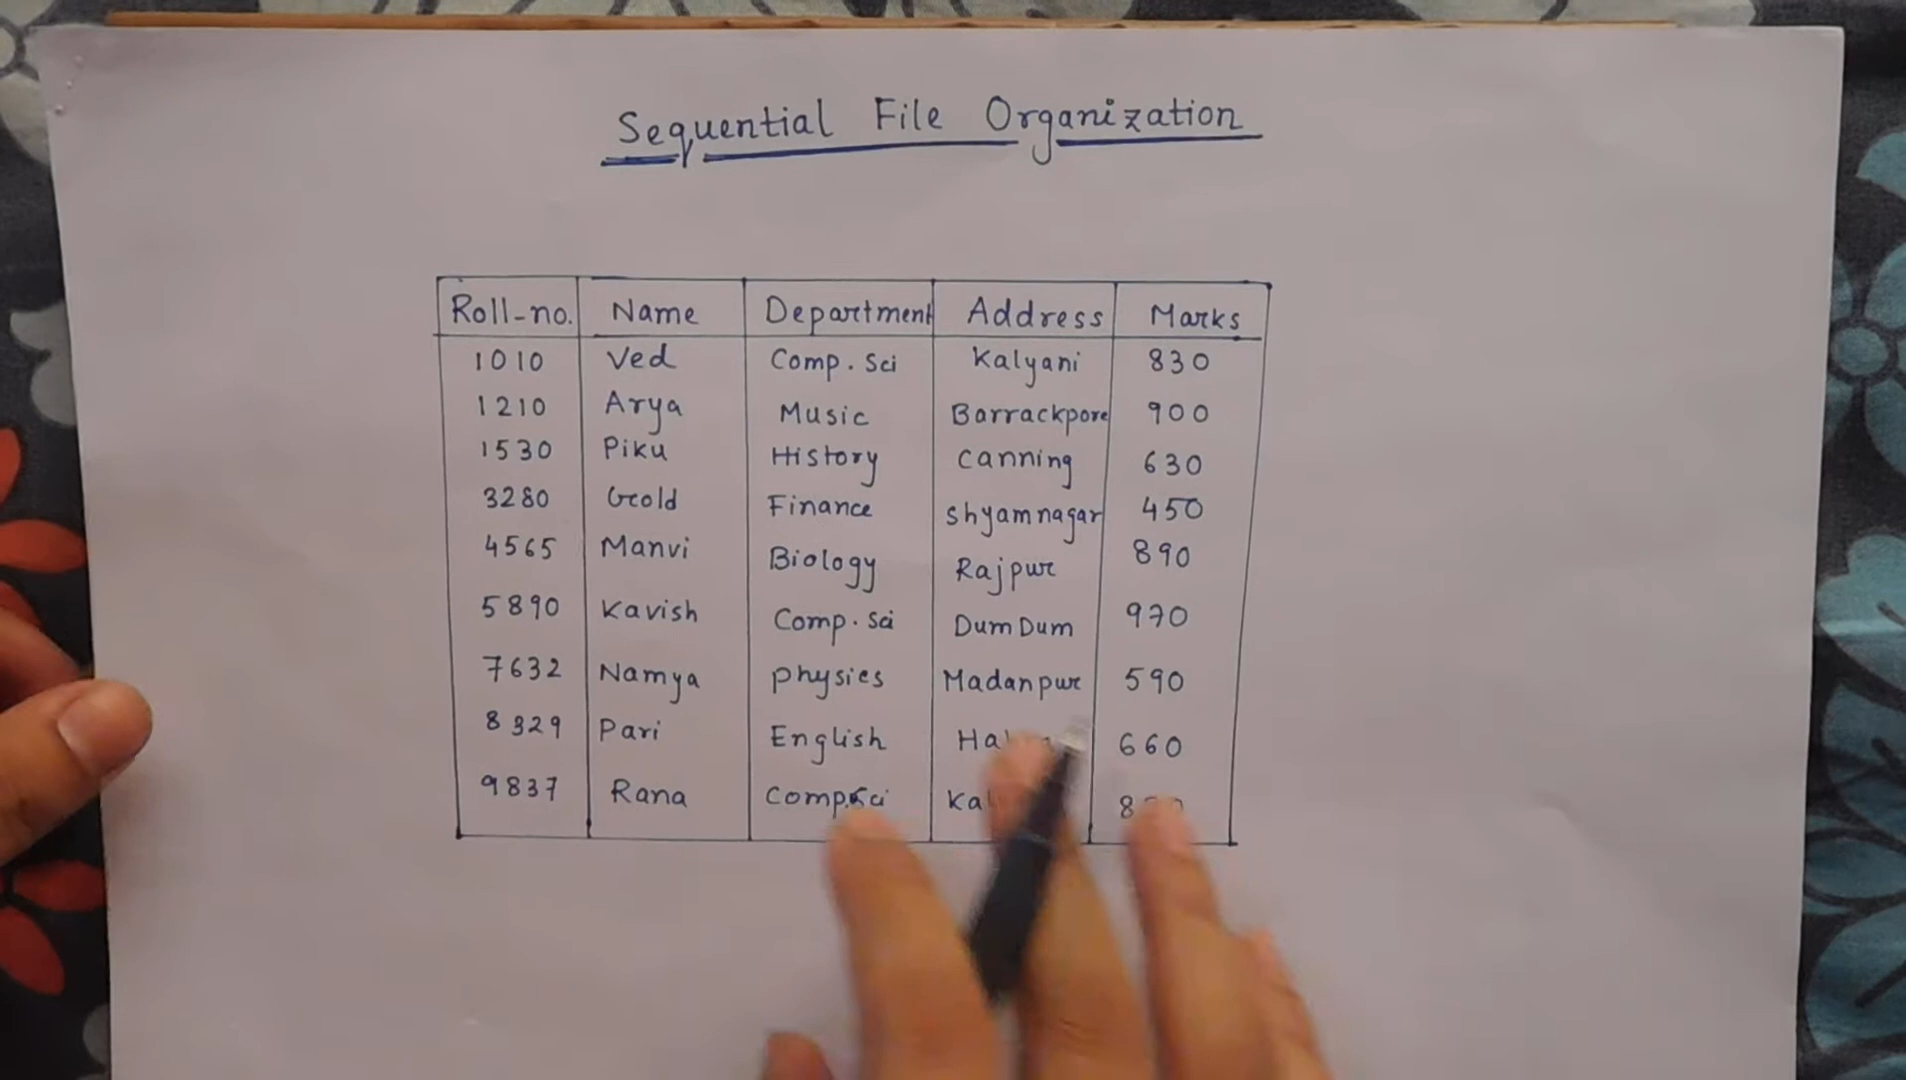 Sequential File Organization
Roll-no. Name Department Address Marks
1010 Ved Comp. Sci Kalyani 830
1210 Arya Music Barrackpore 900
1530 Piku History Canning 630
3280 Gold Finance Shyamnagar 450
4565 Manvi Biology Rajpur 890
5890 Kavish Comp. Sci DumDum 970
7632 Namya Physics Madanpur 590
8329 Pari English 660
9837 Rana Comp.Sci